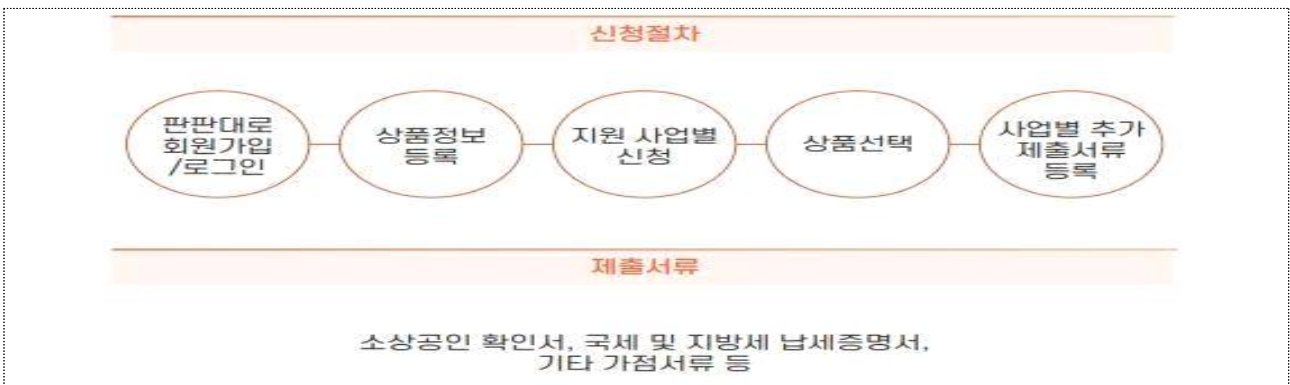 신청절차
판판대로
회원가입
/로그인
상품정보
등록
지원 사업별
신청
상품선택
사업별 추가
제출서류
등록
제출서류
소상공인 확인서, 국세 및 지방세 납세증명서,
기타 가점서류 등